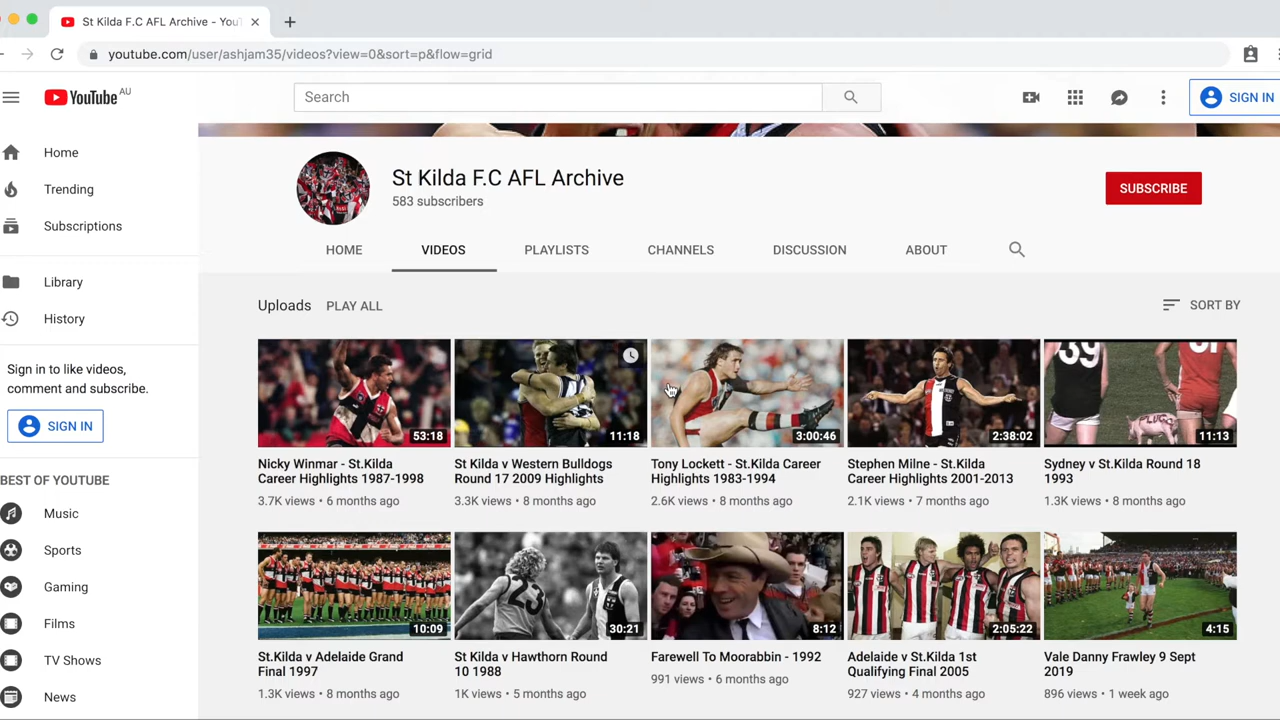 St Kilda F.C AFL Archive - YouT
youtube.com/user/ashjam35/videos?view=0&sort=p&flow=grid
YouTube AU
Search
SIGN IN
Home
Trending
Subscriptions
Library
History
Sign in to like videos,
comment and subscribe.
SIGN IN
BEST OF YOUTUBE
Music
Sports
Gaming
Films
TV Shows
News
St Kilda F.C AFL Archive
583 subscribers
SUBSCRIBE
HOME VIDEOS PLAYLISTS CHANNELS DISCUSSION ABOUT
Uploads PLAY ALL SORT BY
53:18
Nicky Winmar - St.Kilda
Career Highlights 1987-1998
3.7K views • 6 months ago
11:18
St Kilda v Western Bulldogs
Round 17 2009 Highlights
3.3K views • 8 months ago
3:00:46
Tony Lockett - St.Kilda Career
Highlights 1983-1994
2.6K views • 8 months ago
2:38:02
Stephen Milne - St.Kilda
Career Highlights 2001-2013
2.1K views • 7 months ago
39
PLUGGER
11:13
Sydney v St.Kilda Round 18
1993
1.3K views • 8 months ago
10:09
St.Kilda v Adelaide Grand
Final 1997
1.3K views • 8 months ago
23
30:21
St Kilda v Hawthorn Round
10 1988
1K views • 5 months ago
8:12
Farewell To Moorabbin - 1992
991 views • 6 months ago
2:05:22
Adelaide v St.Kilda 1st
Qualifying Final 2005
927 views • 4 months ago
4:15
Vale Danny Frawley 9 Sept
2019
896 views • 1 week ago